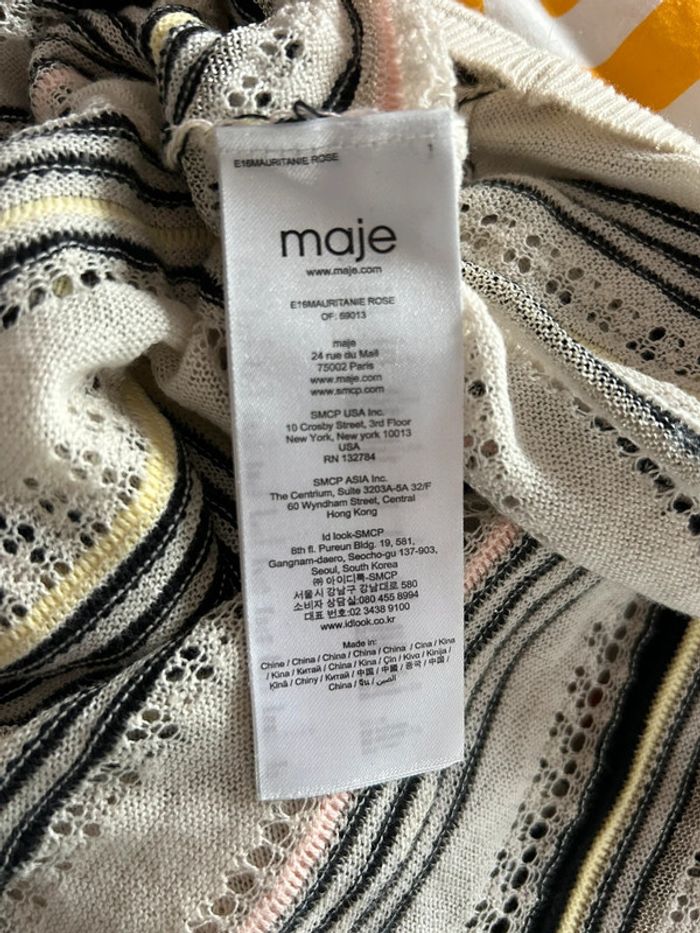 E16MAURITANIE ROSE
1
maje
www.maje.com
E16MAURITANIE ROSE
OF: 59013
maje
24 rue du Mail
75002 Paris
www.maje.com
www.smcp.com
SMCP USA Inc.
10 Crosby Street, 3rd Floor
New York, New york 10013
USA
RN 132784
SMCP ASIA Inc.
The Centrium, Suite 3203A-5A 32/F
60 Wyndham Street, Central
Hong Kong
Id look-SMCP
8th fl. Pureun Bldg. 19, 581,
Gangnam-daero, Seocho-gu 137-903,
Seoul, South Korea
㈜ 아이디룩-SMCP
서울시 강남구 강남대로 580
소비자 상담실:080 455 8994
대표 번호:02 3438 9100
www.idlook.co.kr
Made in:
Chine / China / China / China / China / Cina / Kina
/ Kina / Китай / China / Kina / Çin / Kivα / Kinija /
Ķīnā / Chiny / Китай / 中国 / 中國 / 중국 / 中国 /
China / จีน / الصين